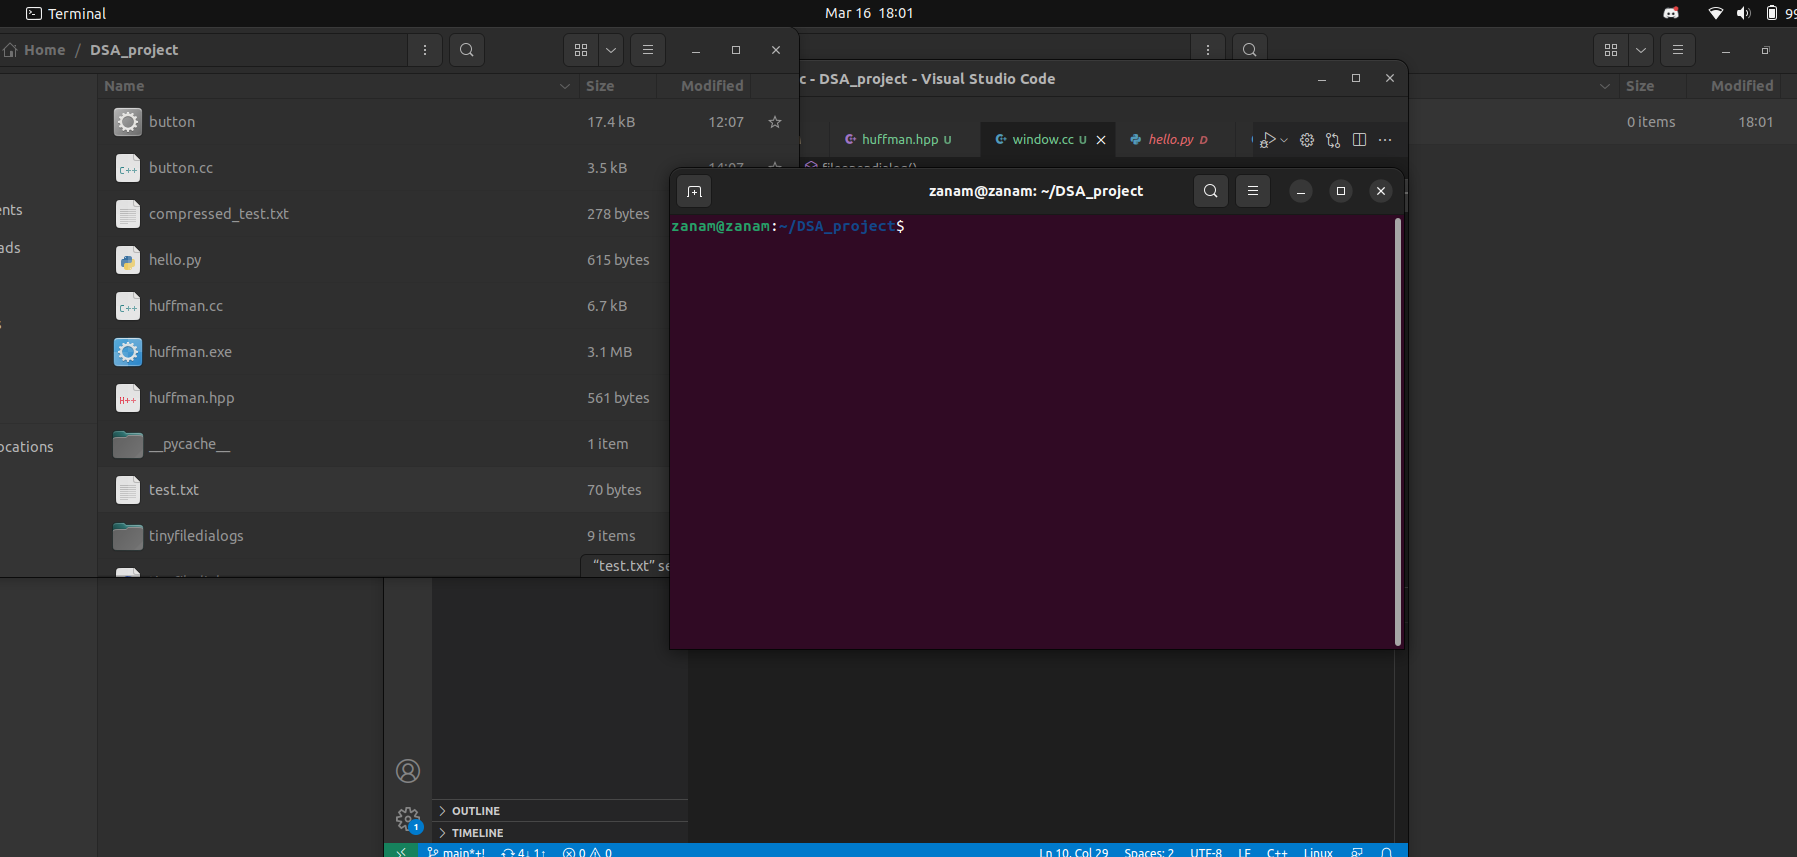 Terminal
Mar 16 18:01
Home / DSA_project
Name Size Modified
button 17.4 kB 12:07
button.cc 3.5 kB
compressed_test.txt 278 bytes
hello.py 615 bytes
huffman.cc 6.7 kB
huffman.exe 3.1 MB
huffman.hpp 561 bytes
__pycache__ 1 item
test.txt 70 bytes
tinyfiledialogs 9 items
“test.txt” se
ents
ads
ocations
c - DSA_project - Visual Studio Code
huffman.hpp U window.cc U hello.py D
zanam@zanam: ~/DSA_project
zanam@zanam:~/DSA_project$
Size Modified
0 items 18:01
1
OUTLINE
TIMELINE
main*+! 4↓ 1↑ 0 0 Ln 10, Col 29 Spaces: 2 UTF-8 LF C++ Linux